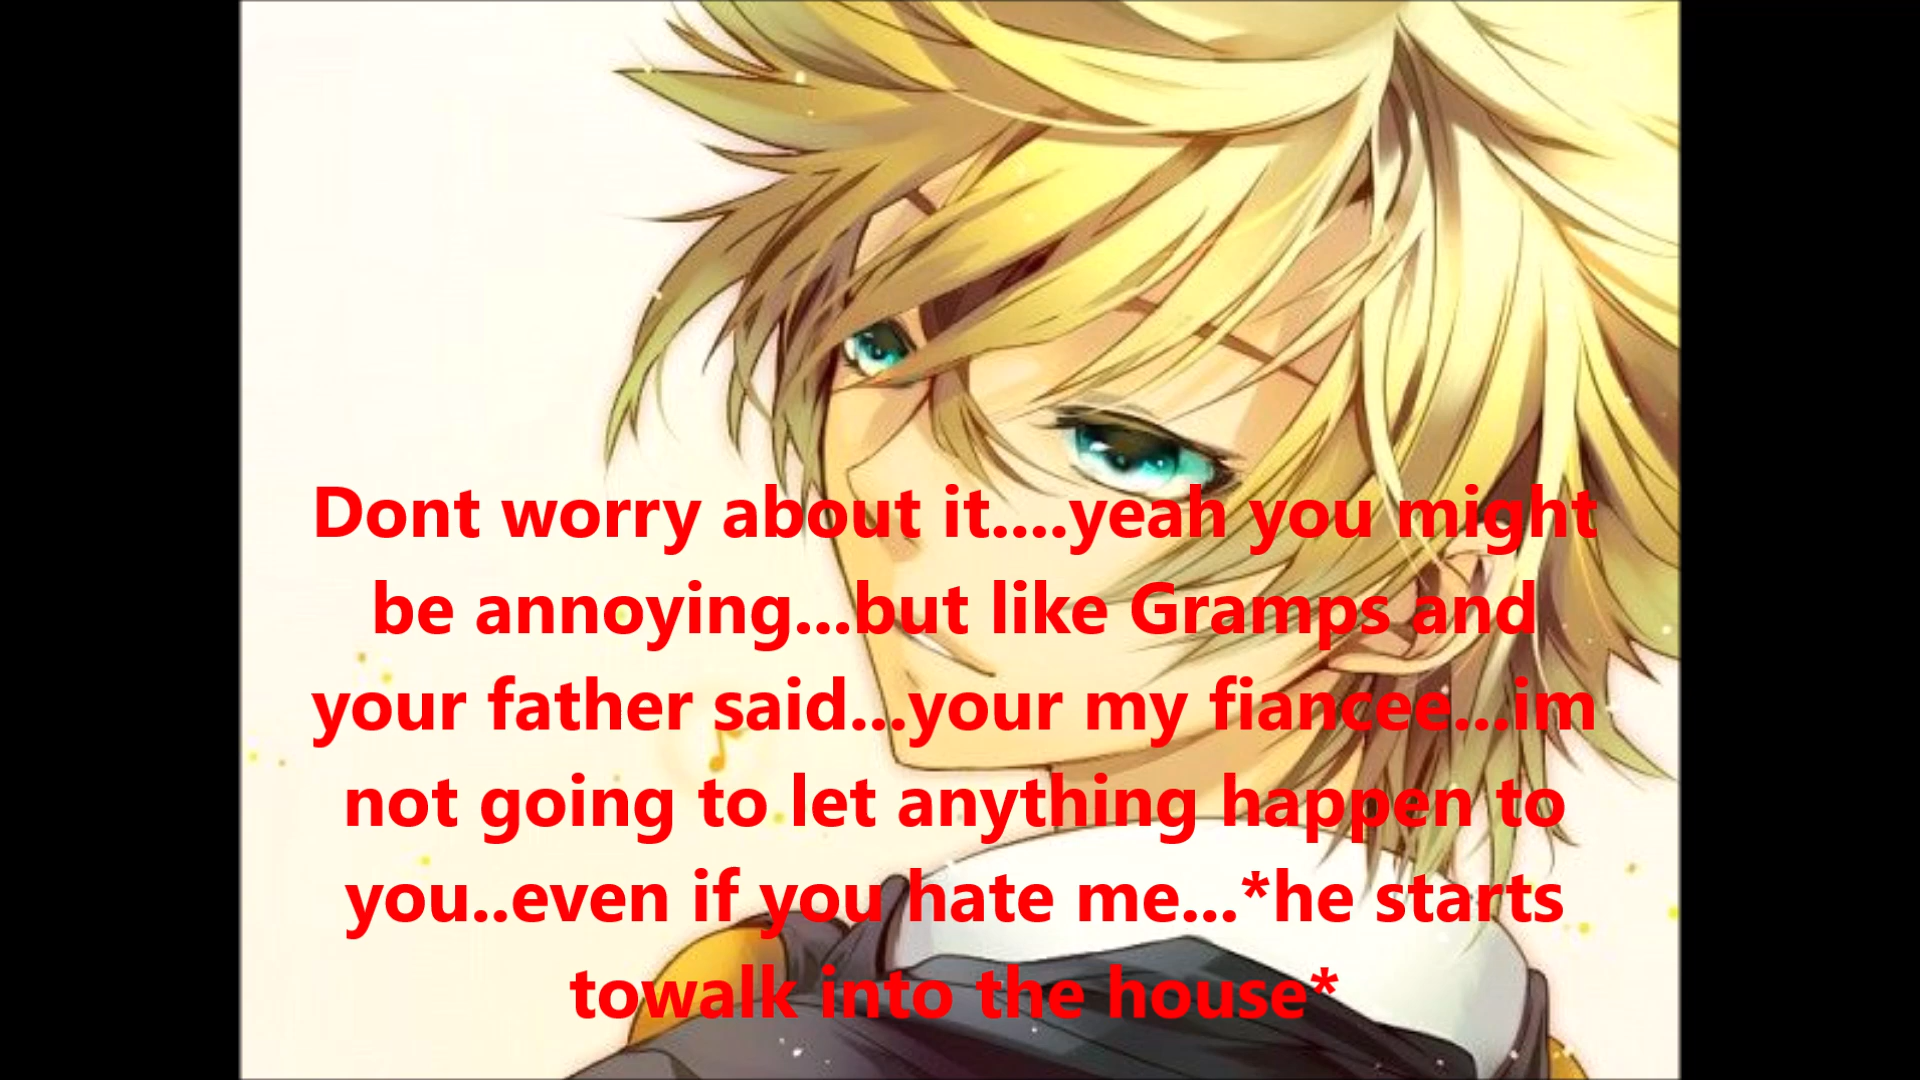 Dont worry about it....yeah you might
be annoying...but like Gramps and
your father said...your my fiancee...im
not going to let anything happen to
you..even if you hate me...*he starts
towalk into the house*